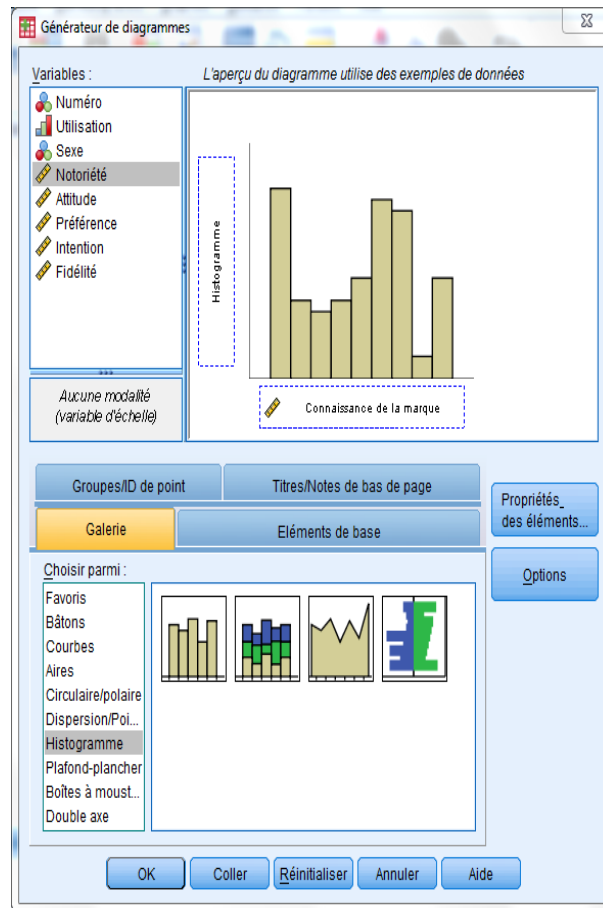 Générateur de diagrammes
Variables :
Numéro
Utilisation
Sexe
Notoriété
Attitude
Préférence
Intention
Fidélité
Aucune modalité
(variable d'échelle)
L'aperçu du diagramme utilise des exemples de données
Histogramme
Connaissance de la marque
Groupes/ID de point
Titres/Notes de bas de page
Galerie
Eléments de base
Propriétés_
des éléments...
Options
Choisir parmi :
Favoris
Bâtons
Courbes
Aires
Circulaire/polaire
Dispersion/Poi...
Histogramme
Plafond-plancher
Boîtes à moust...
Double axe
OK
Coller
Réinitialiser
Annuler
Aide